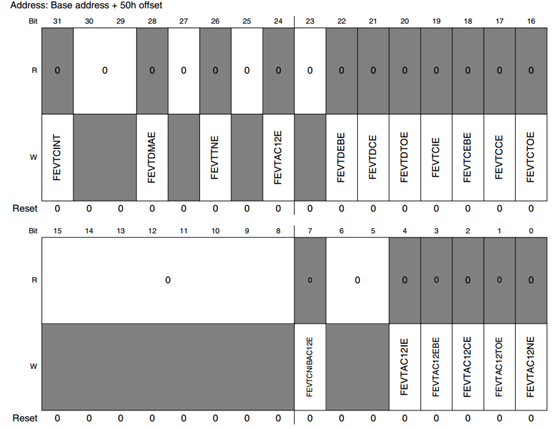 Address: Base address + 50h offset
Bit 31 30 29 28 27 26 25 24 23 22 21 20 19 18 17 16
R 0 0 0 0 0 0 0 0 0 0 0 0 0 0 0
W FEVTCINT FEVTDMAE FEVTTNE FEVTAC12E FEVTDEBE FEVTDCE FEVTDTOE FEVTCIE FEVTCEBE FEVTCCE FEVTCTOE
Reset 0 0 0 0 0 0 0 0 0 0 0 0 0 0 0 0
Bit 15 14 13 12 11 10 9 8 7 6 5 4 3 2 1 0
R 0 0 0 0 0 0 0 0
W FEVTCNIBAC12E FEVTAC12IE FEVTAC12EBE FEVTAC12CE FEVTAC12TOE FEVTAC12NE
Reset 0 0 0 0 0 0 0 0 0 0 0 0 0 0 0 0